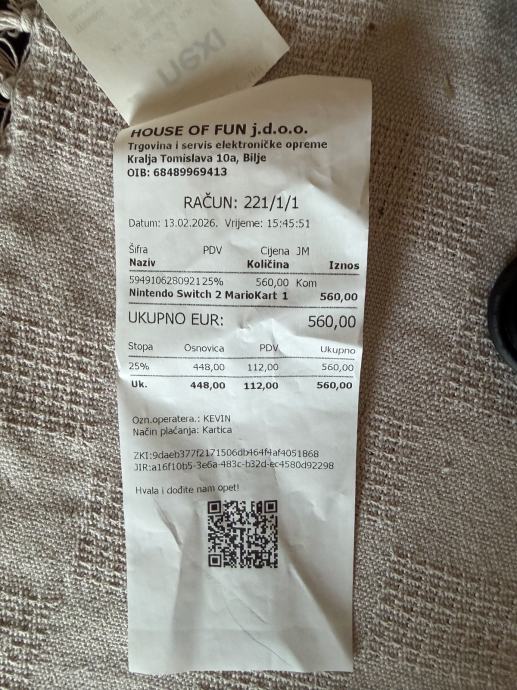 nexi
HOUSE OF FUN j.d.o.o.
Trgovina i servis elektroničke opreme
Kralja Tomislava 10a, Bilje
OIB: 68489969413
RAČUN: 221/1/1
Datum: 13.02.2026. Vrijeme: 15:45:51
Šifra PDV Cijena JM
Naziv Količina Iznos
5949106280921 25% 560,00 Kom
Nintendo Switch 2 MarioKart 1 560,00
UKUPNO EUR: 560,00
Stopa Osnovica PDV Ukupno
25% 448,00 112,00 560,00
Uk. 448,00 112,00 560,00
Ozn.operatera.: KEVIN
Način plaćanja: Kartica
ZKI:9daeb377f2171506db464f4af4051868
JIR:a16f10b5-3e6a-483c-b32d-ec4580d92298
Hvala i dođite nam opet!